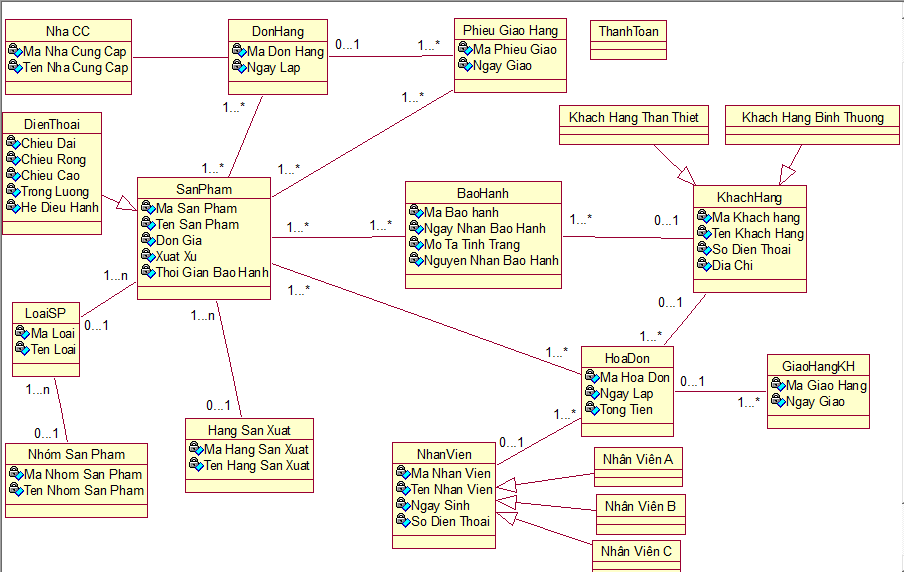 Nha CC
Ma Nha Cung Cap
Ten Nha Cung Cap
DonHang
Ma Don Hang
Ngay Lap
0...1
1...*
Phieu Giao Hang
Ma Phieu Giao
Ngay Giao
ThanhToan
1...*
1...*
1...*
1...*
DienThoai
Chieu Dai
Chieu Rong
Chieu Cao
Trong Luong
He Dieu Hanh
Khach Hang Than Thiet
Khach Hang Binh Thuong
SanPham
Ma San Pham
Ten San Pham
Don Gia
Xuat Xu
Thoi Gian Bao Hanh
1...*
1...*
BaoHanh
Ma Bao hanh
Ngay Nhan Bao Hanh
Mo Ta Tinh Trang
Nguyen Nhan Bao Hanh
1...*
0...1
KhachHang
Ma Khach hang
Ten Khach Hang
So Dien Thoai
Dia Chi
1...n
0...1
1...*
1...*
0...1
1...*
LoaiSP
Ma Loai
Ten Loai
1...n
0...1
1...n
0...1
HoaDon
Ma Hoa Don
Ngay Lap
Tong Tien
0...1
1...*
GiaoHangKH
Ma Giao Hang
Ngay Giao
1...*
0...1
Nhóm San Pham
Ma Nhom San Pham
Ten Nhom San Pham
Hang San Xuat
Ma Hang San Xuat
Ten Hang San Xuat
NhanVien
Ma Nhan Vien
Ten Nhan Vien
Ngay Sinh
So Dien Thoai
Nhân Viên A
Nhân Viên B
Nhân Viên C